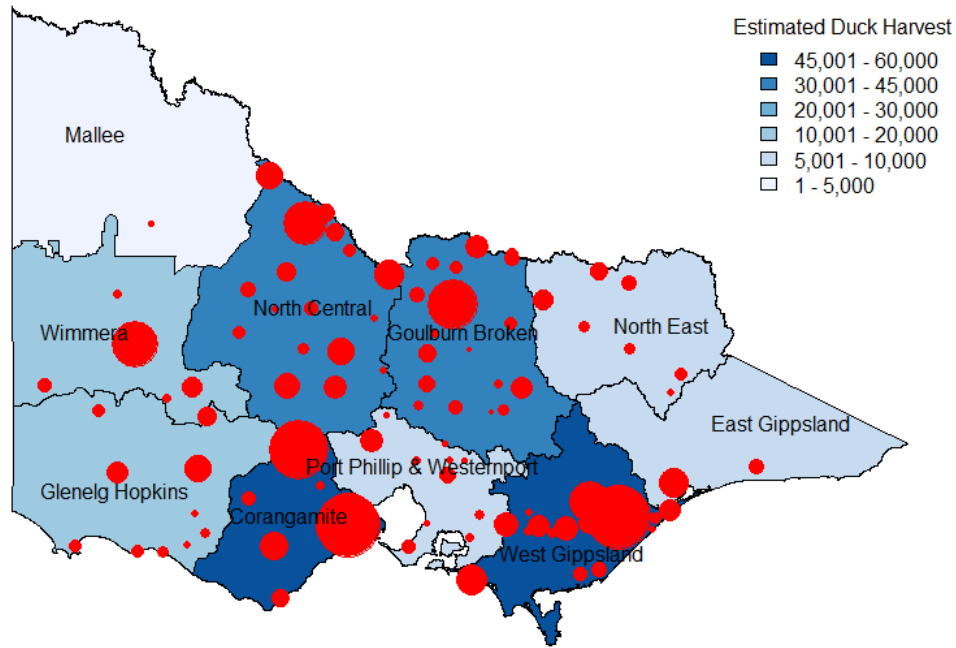 Estimated Duck Harvest
45,001 - 60,000
30,001 - 45,000
20,001 - 30,000
10,001 - 20,000
5,001 - 10,000
1 - 5,000
Mallee
North Central
Wimmera
Goulburn Broken
North East
East Gippsland
Port Phillip & Westernport
Glenelg Hopkins
Corangamite
West Gippsland